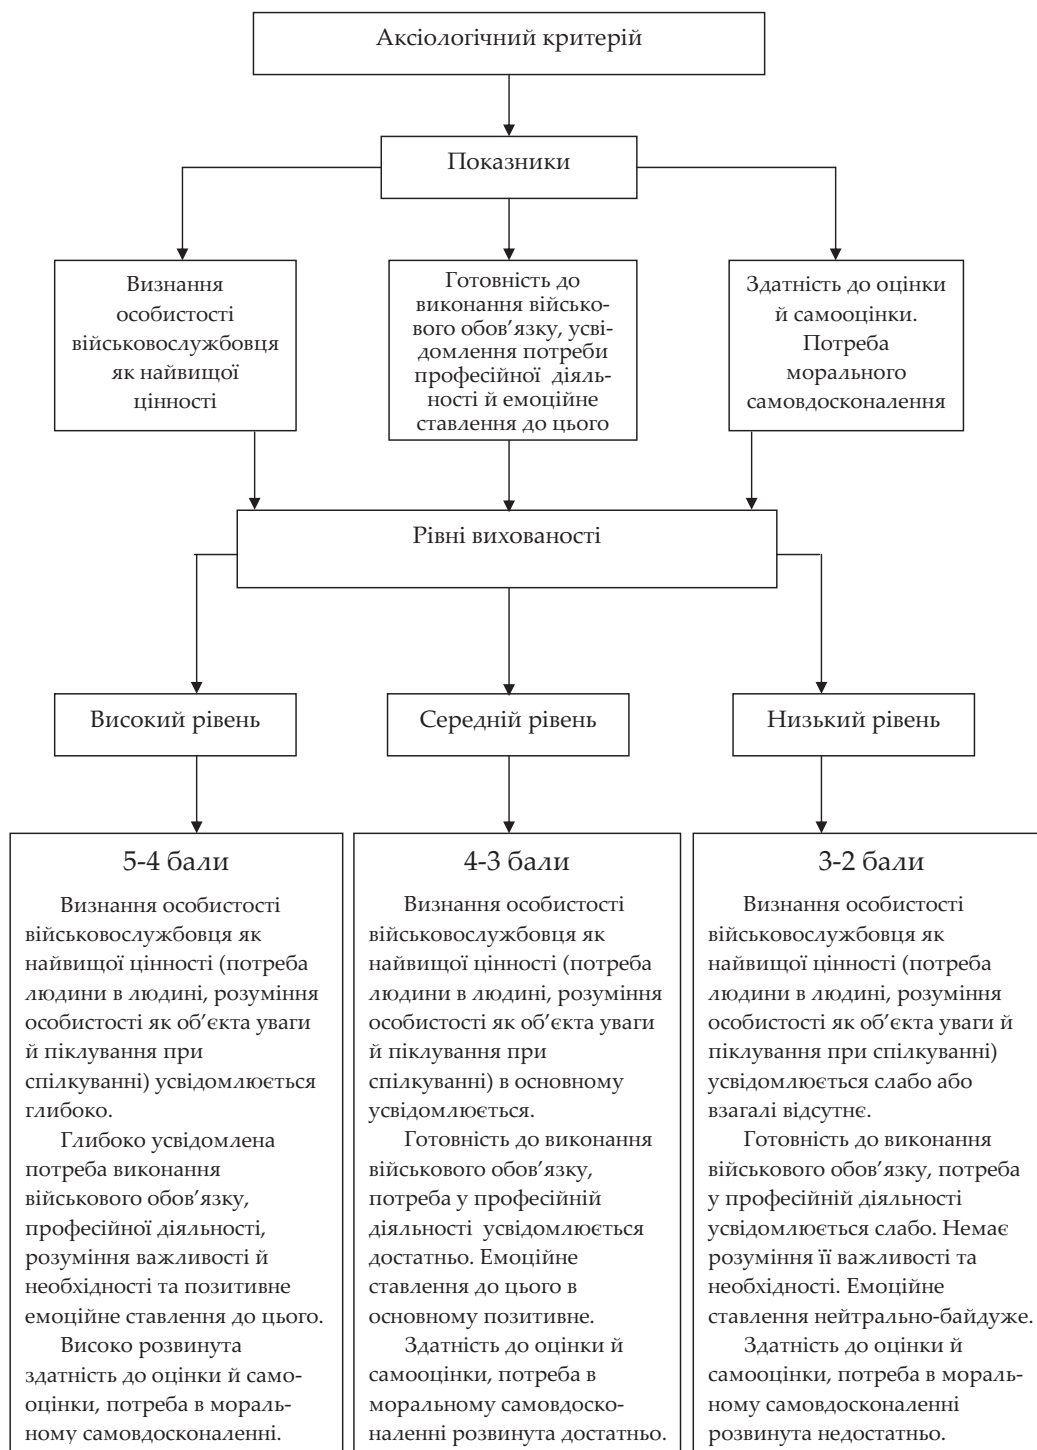 Аксіологічний критерій
Показники
Визнання
особистості
військовослужбовця
як найвищої
цінності
Готовність до
виконання військо-
вого обов’язку, усві-
домлення потреби
професійної діяль-
ності й емоційне
ставлення до цього
Здатність до оцінки
й самооцінки.
Потреба
морального
самовдосконалення
Рівні вихованості
Високий рівень
Середній рівень
Низький рівень
5-4 бали
Визнання особистості
військовослужбовця як
найвищої цінності (потреба
людини в людині, розуміння
особистості як об’єкта уваги
й піклування при
спілкуванні) усвідомлюється
глибоко.
Глибоко усвідомлена
потреба виконання
військового обов’язку,
професійної діяльності,
розуміння важливості й
необхідності та позитивне
емоційне ставлення до цього.
Високо розвинута
здатність до оцінки й само-
оцінки, потреба в мораль-
ному самовдосконаленні.
4-3 бали
Визнання особистості
військовослужбовця як
найвищої цінності (потреба
людини в людині, розуміння
особистості як об’єкта уваги
й піклування при
спілкуванні) в основному
усвідомлюється.
Готовність до виконання
військового обов’язку,
потреба у професійній
діяльності усвідомлюється
достатньо. Емоційне
ставлення до цього в
основному позитивне.
Здатність до оцінки й
самооцінки, потреба в
моральному самовдоско-
наленні розвинута достатньо.
3-2 бали
Визнання особистості
військовослужбовця як
найвищої цінності (потреба
людини в людині, розуміння
особистості як об’єкта уваги й
піклування при спілкуванні)
усвідомлюється слабо або
взагалі відсутнє.
Готовність до виконання
військового обов’язку, потреба
у професійній діяльності
усвідомлюється слабо. Немає
розуміння її важливості та
необхідності. Емоційне
ставлення нейтрально-байдуже.
Здатність до оцінки й
самооцінки, потреба в мораль-
ному самовдосконаленні
розвинута недостатньо.